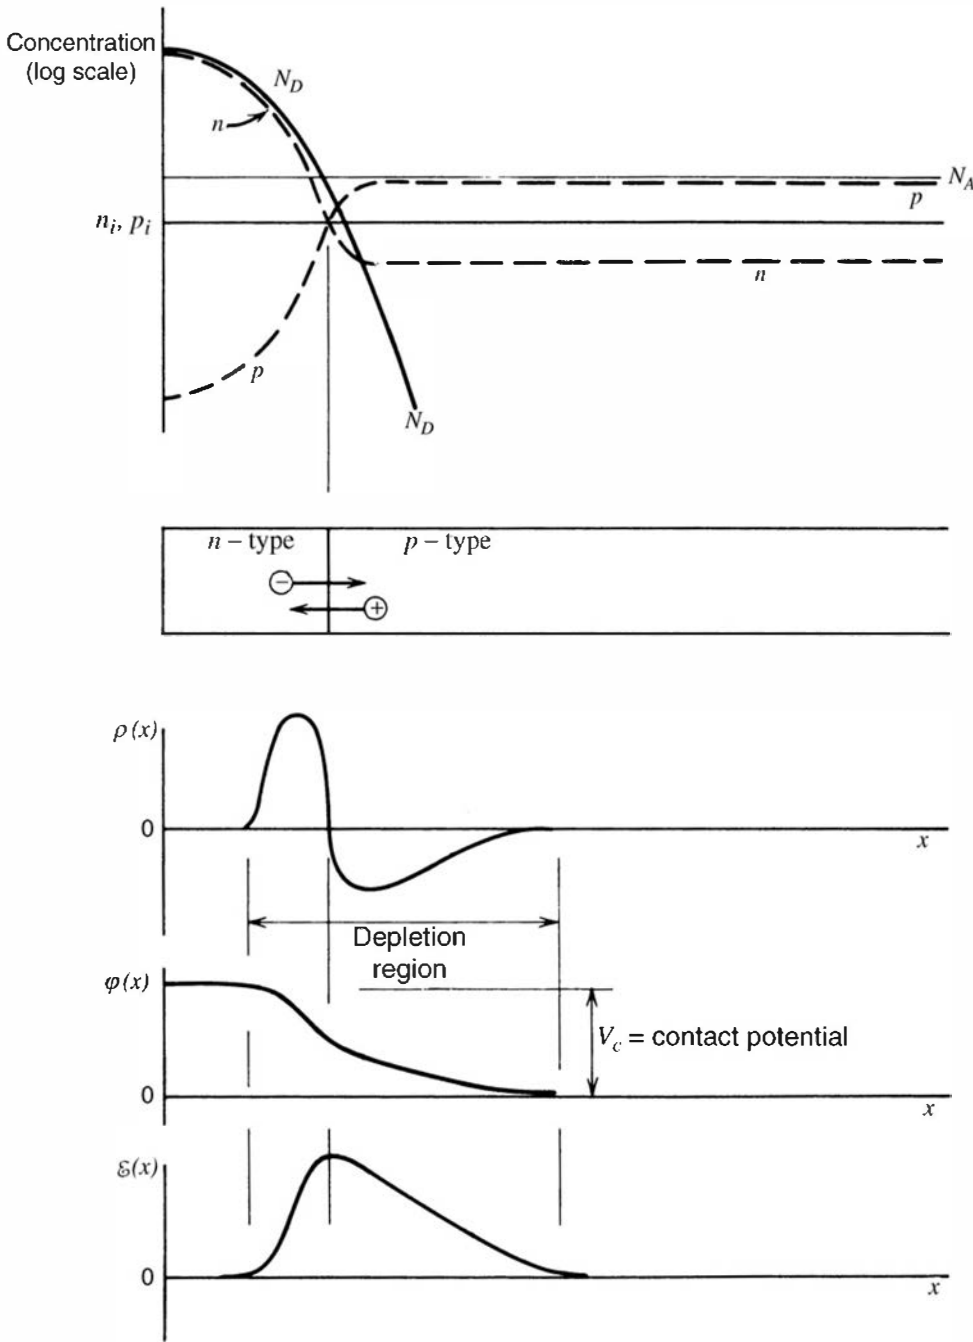 Concentration
(log scale)
N_D
n
N_A
p
n_i, p_i
n
p
N_D
n – type
p – type
−
+
ρ(x)
0
x
Depletion
region
φ(x)
V_c = contact potential
0
x
ℰ(x)
0
x